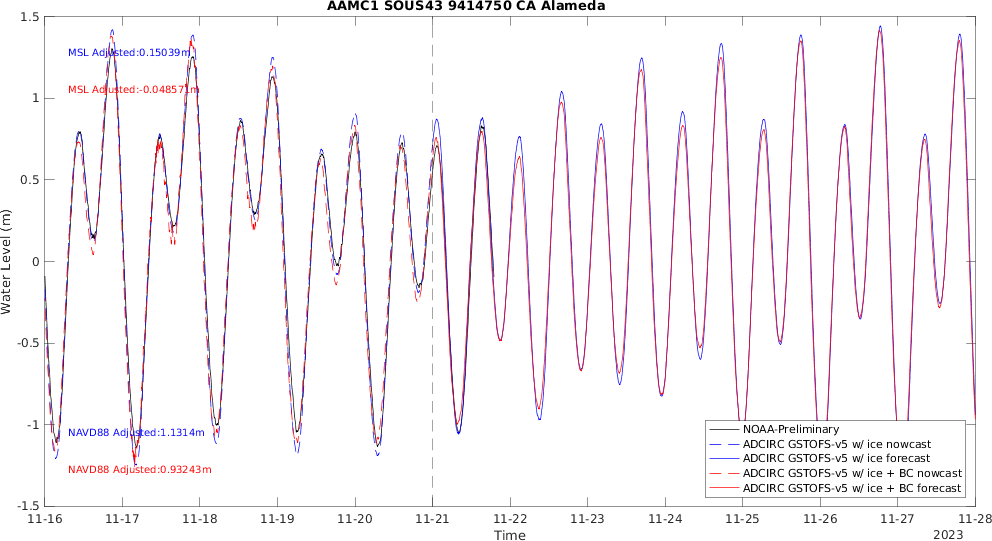 AAMC1 SOUS43 9414750 CA Alameda
1.5
1
0.5
0
-0.5
-1
-1.5
Water Level (m)
MSL Adjusted:0.15039m
MSL Adjusted:-0.048571m
NAVD88 Adjusted:1.1314m
NAVD88 Adjusted:0.93243m
NOAA-Preliminary
ADCIRC GSTOFS-v5 w/ ice nowcast
ADCIRC GSTOFS-v5 w/ ice forecast
ADCIRC GSTOFS-v5 w/ ice + BC nowcast
ADCIRC GSTOFS-v5 w/ ice + BC forecast
11-16 11-17 11-18 11-19 11-20 11-21 11-22 11-23 11-24 11-25 11-26 11-27 11-28
Time
2023